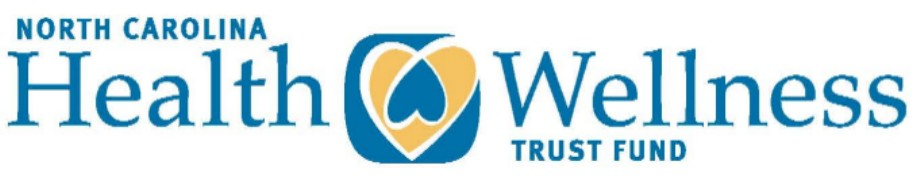 NORTH CAROLINA
Health Wellness
TRUST FUND